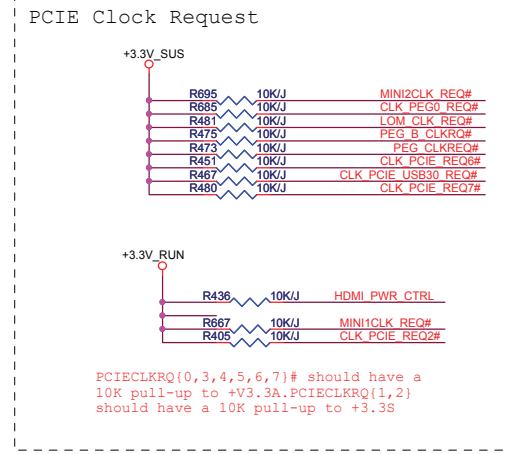 PCIE Clock Request
+3.3V_SUS
R695 10K/J MINI2CLK_REQ#
R685 10K/J CLK_PEG0_REQ#
R481 10K/J LOM_CLK_REQ#
R475 10K/J PEG_B_CLKRQ#
R473 10K/J PEG_CLKREQ#
R451 10K/J CLK_PCIE_REQ6#
R467 10K/J CLK_PCIE_USB30_REQ#
R480 10K/J CLK_PCIE_REQ7#
+3.3V_RUN
R436 10K/J HDMI_PWR_CTRL
R667 10K/J MINI1CLK_REQ#
R405 10K/J CLK_PCIE_REQ2#
PCIECLKRQ{0,3,4,5,6,7}# should have a
10K pull-up to +V3.3A.PCIECLKRQ{1,2}
should have a 10K pull-up to +3.3S